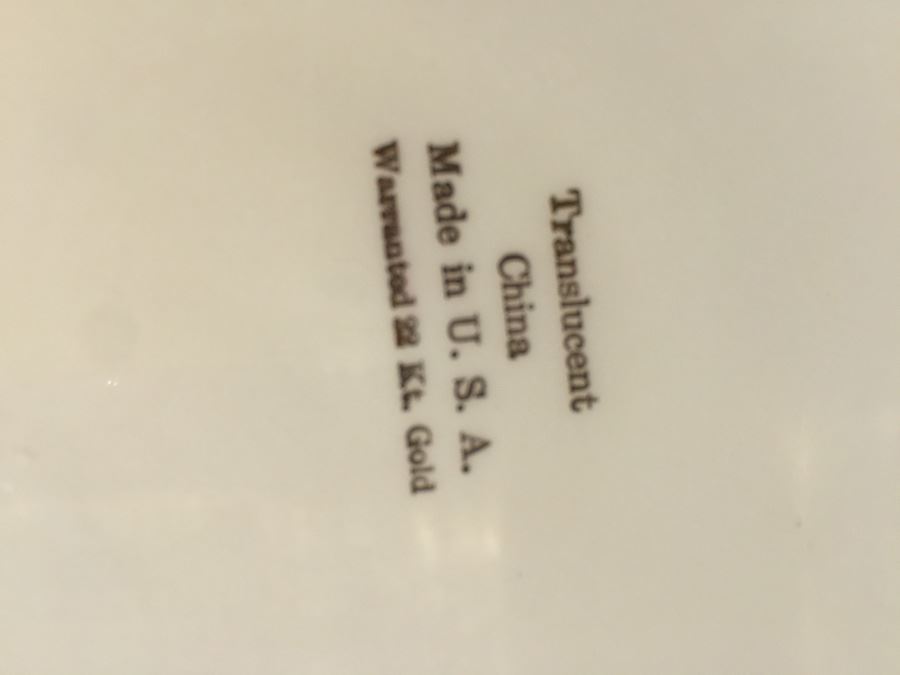 Translucent
China
Made in U. S. A.
Warranted 22 Kt. Gold